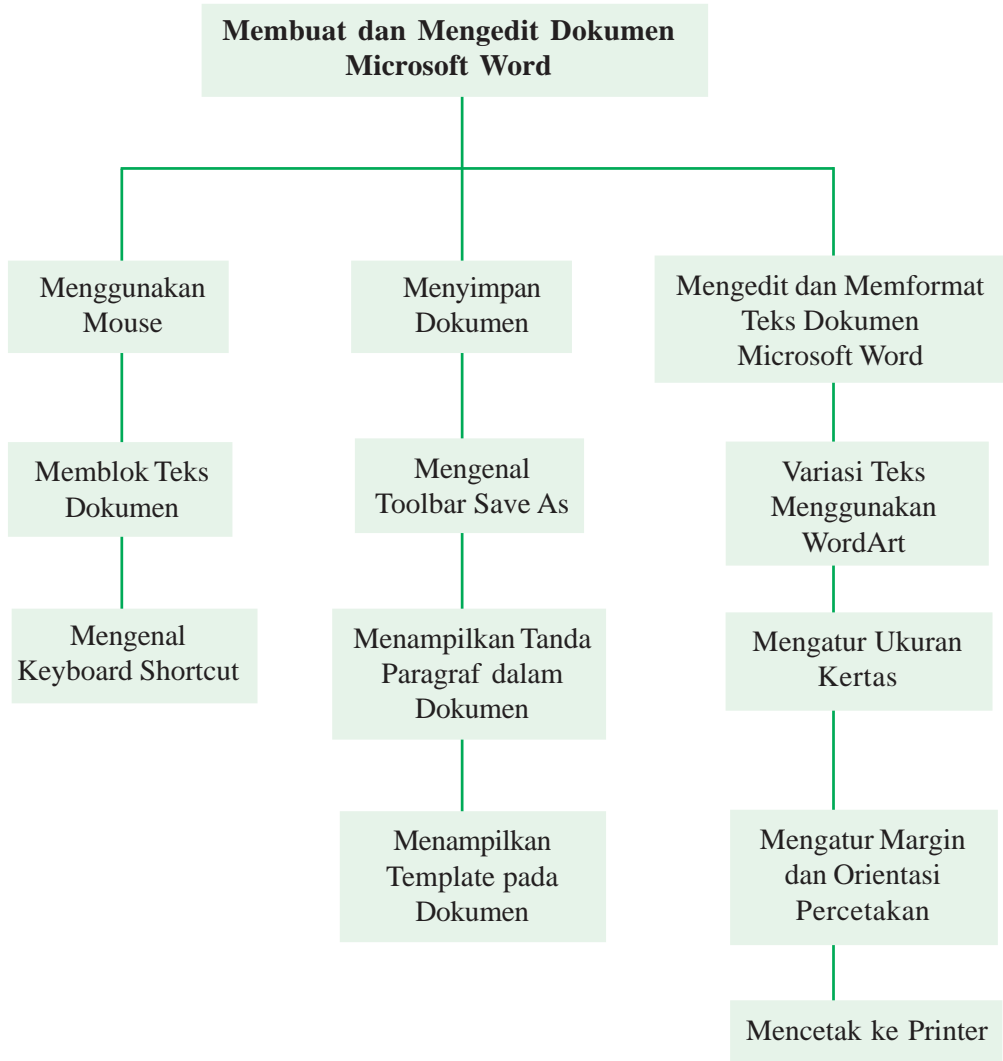 Membuat dan Mengedit Dokumen
Microsoft Word
Menggunakan
Mouse
Memblok Teks
Dokumen
Mengenal
Keyboard Shortcut
Menyimpan
Dokumen
Mengenal
Toolbar Save As
Menampilkan Tanda
Paragraf dalam
Dokumen
Menampilkan
Template pada
Dokumen
Mengedit dan Memformat
Teks Dokumen
Microsoft Word
Variasi Teks
Menggunakan
WordArt
Mengatur Ukuran
Kertas
Mengatur Margin
dan Orientasi
Percetakan
Mencetak ke Printer